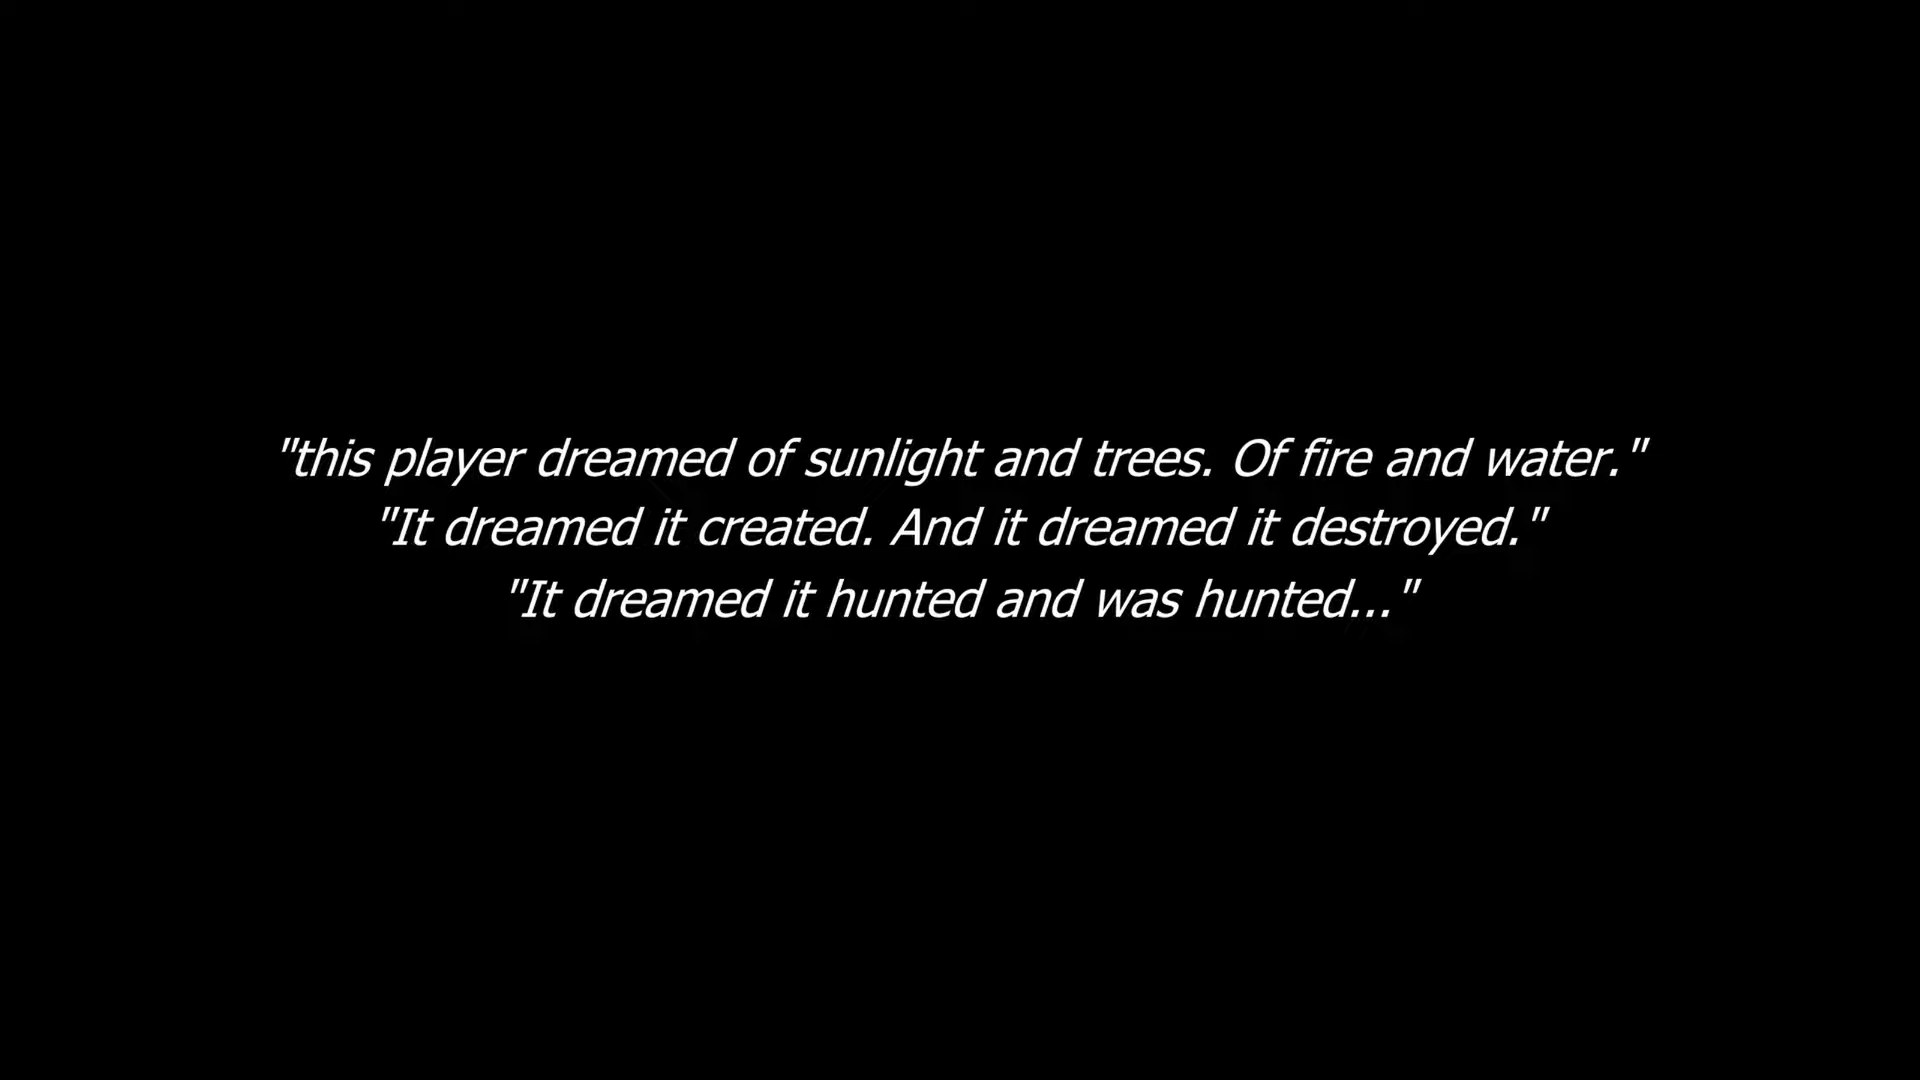 "this player dreamed of sunlight and trees. Of fire and water."
"It dreamed it created. And it dreamed it destroyed."
"It dreamed it hunted and was hunted..."